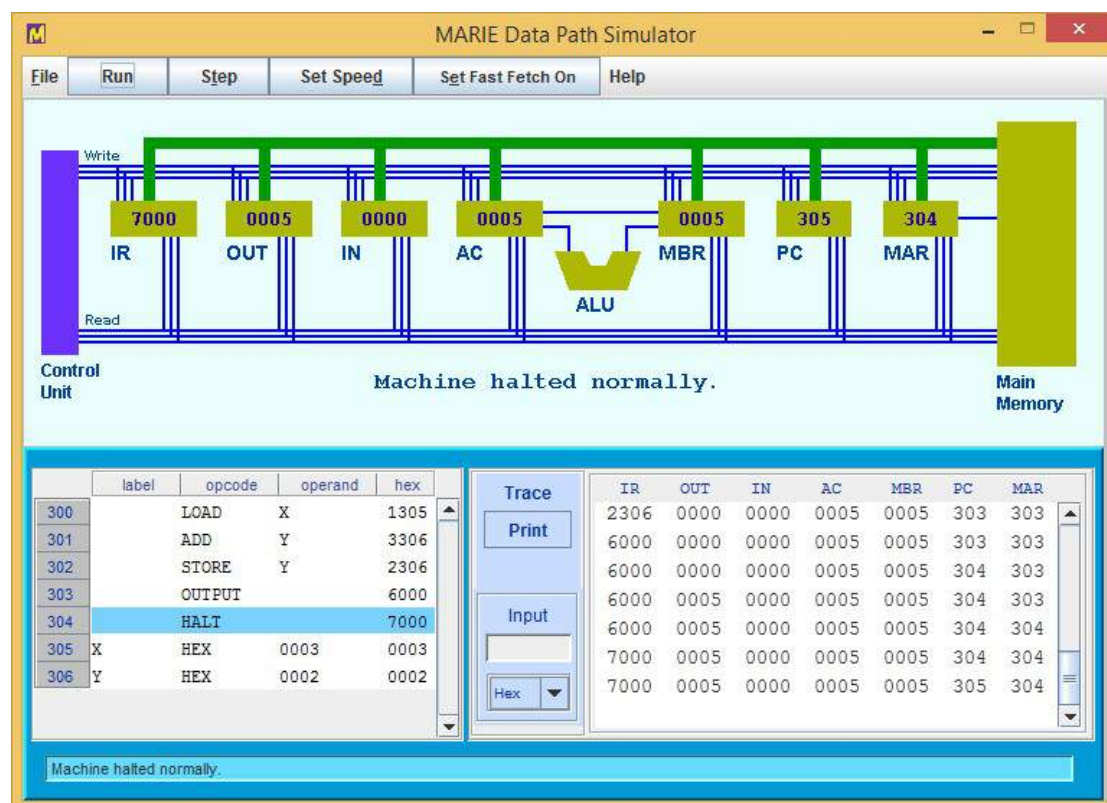 MARIE Data Path Simulator
File Run Step Set Speed Set Fast Fetch On Help
Write
7000 0005 0000 0005 0005 305 304
IR OUT IN AC MBR PC MAR
ALU
Read
Control
Unit
Machine halted normally.
Main
Memory
label opcode operand hex
300 LOAD X 1305
301 ADD Y 3306
302 STORE Y 2306
303 OUTPUT 6000
304 HALT 7000
305 X HEX 0003 0003
306 Y HEX 0002 0002
Trace
Print
Input
Hex
IR OUT IN AC MBR PC MAR
2306 0000 0000 0005 0005 303 303
6000 0000 0000 0005 0005 303 303
6000 0000 0000 0005 0005 304 303
6000 0005 0000 0005 0005 304 303
6000 0005 0000 0005 0005 304 304
7000 0005 0000 0005 0005 304 304
7000 0005 0000 0005 0005 305 304
Machine halted normally.